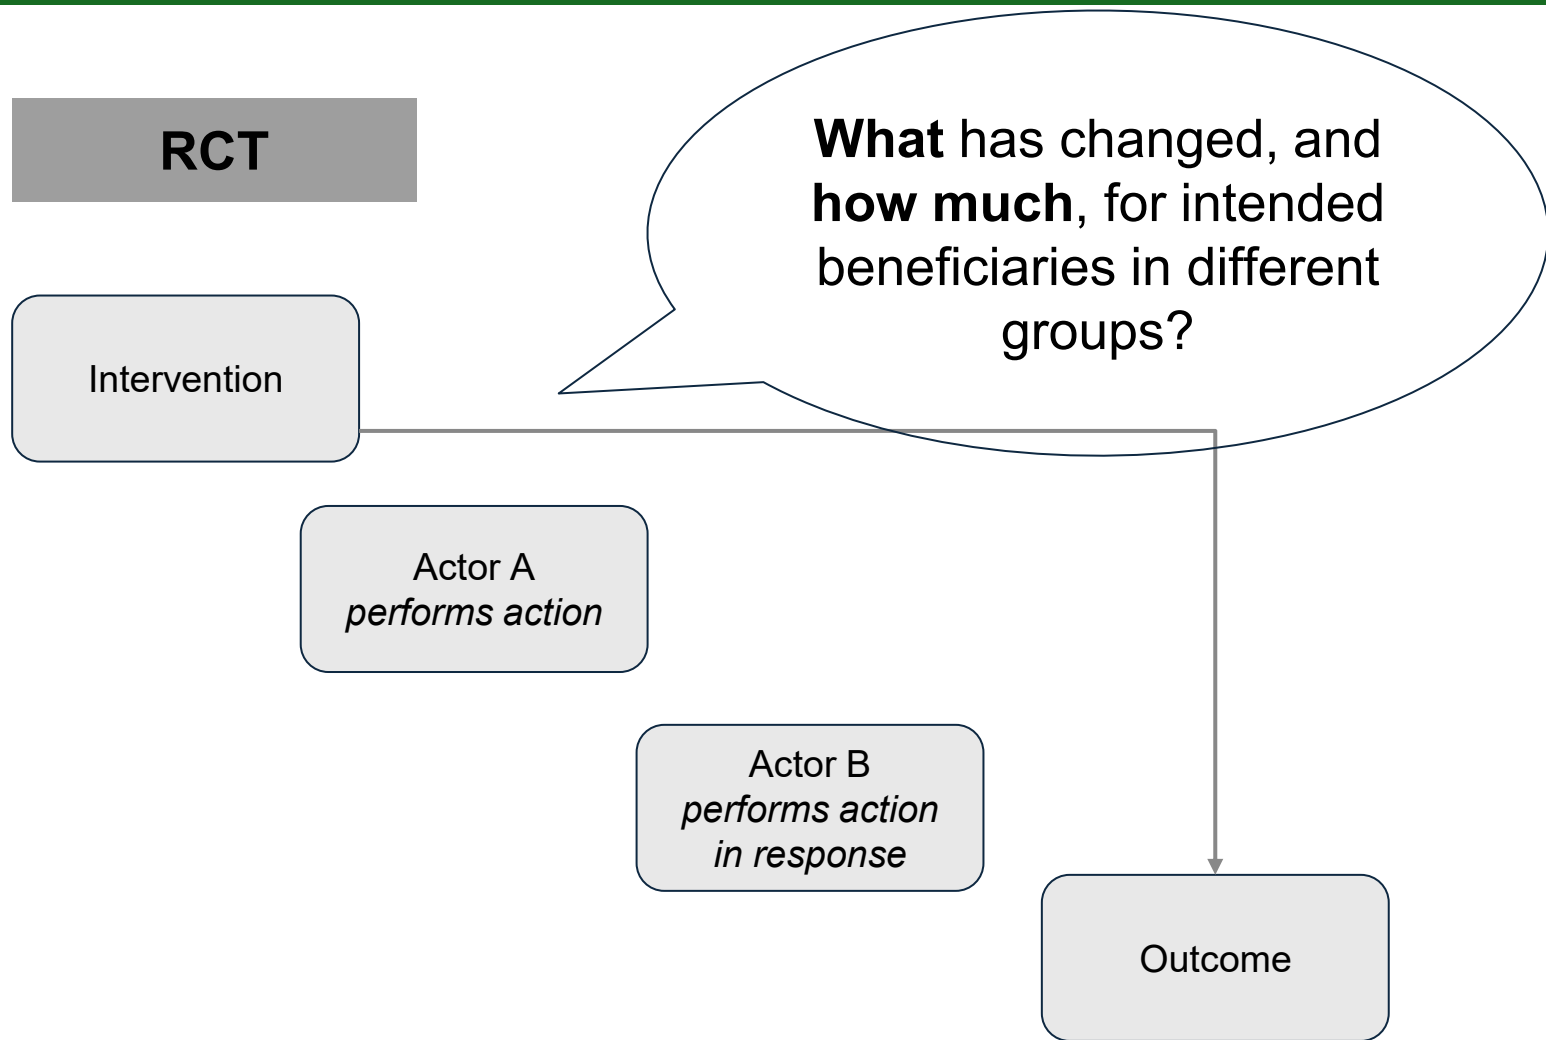 RCT
What has changed, and
how much, for intended
beneficiaries in different
groups?
Intervention
Actor A
performs action
Actor B
performs action
in response
Outcome